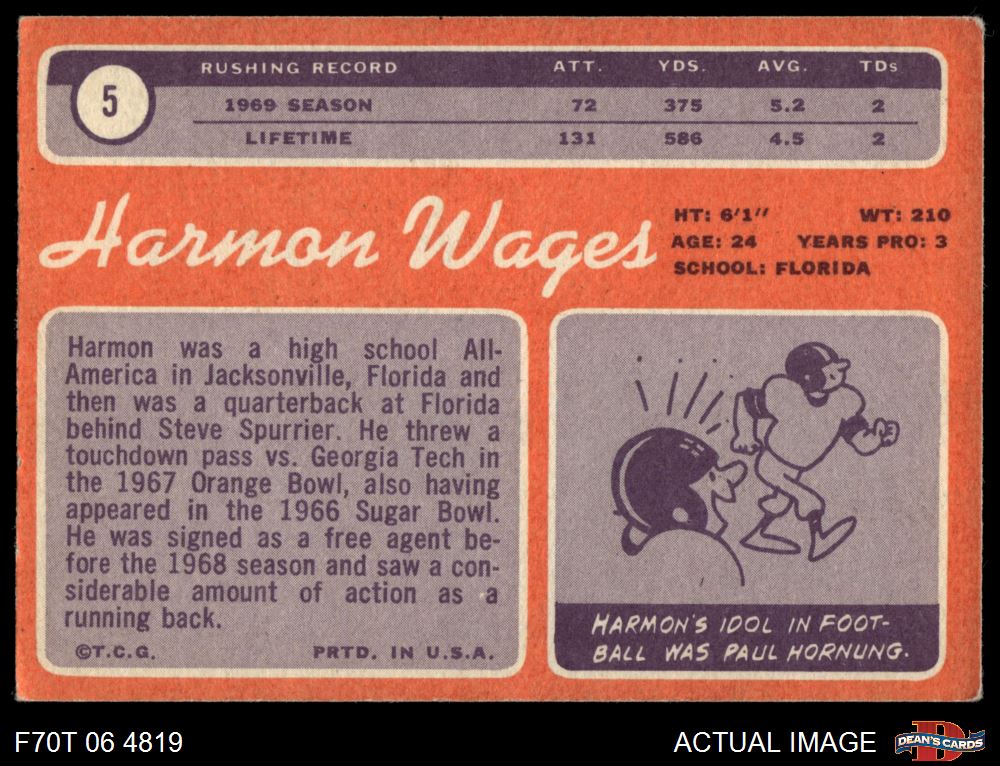 5
RUSHING RECORD ATT. YDS. AVG. TDs
1969 SEASON 72 375 5.2 2
LIFETIME 131 586 4.5 2
Harmon Wages
HT: 6'1" WT: 210
AGE: 24 YEARS PRO: 3
SCHOOL: FLORIDA
Harmon was a high school All-
America in Jacksonville, Florida and
then was a quarterback at Florida
behind Steve Spurrier. He threw a
touchdown pass vs. Georgia Tech in
the 1967 Orange Bowl, also having
appeared in the 1966 Sugar Bowl.
He was signed as a free agent be-
fore the 1968 season and saw a con-
siderable amount of action as a
running back.
©T.C.G. PRTD. IN U.S.A.
HARMON'S IDOL IN FOOT-
BALL WAS PAUL HORNUNG.
F70T 06 4819
ACTUAL IMAGE
D
DEAN'S CARDS